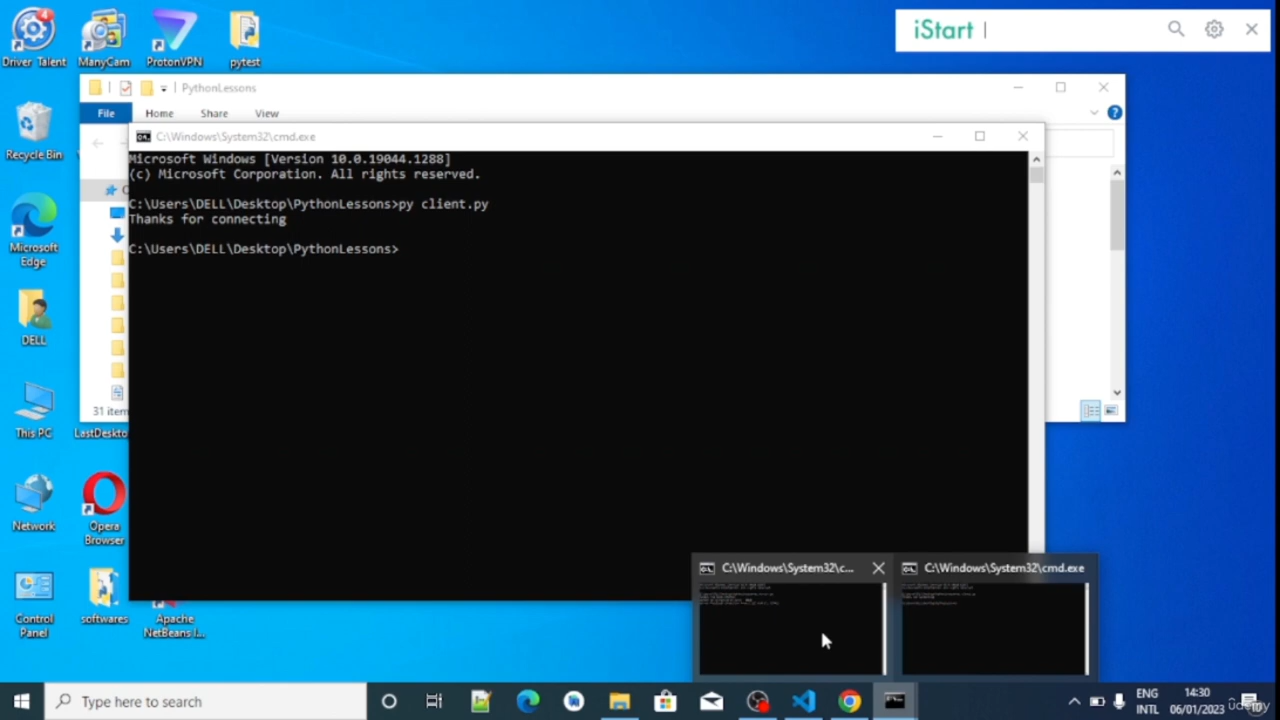 Driver Talent
ManyCam
ProtonVPN
pytest
iStart
PythonLessons
File
Home
Share
View
C:\Windows\System32\cmd.exe
Microsoft Windows [Version 10.0.19044.1288]
(c) Microsoft Corporation. All rights reserved.
C:\Users\DELL\Desktop\PythonLessons>py client.py
Thanks for connecting
C:\Users\DELL\Desktop\PythonLessons>
Recycle Bin
Microsoft
Edge
DELL
31 item
This PC
LastDeskto
Network
Opera
Browser
Control
Panel
softwares
Apache
NetBeans I...
C:\Windows\System32\c...
C:\Windows\System32\cmd.exe
Type here to search
ENG
INTL
14:30
06/01/2023
udemy